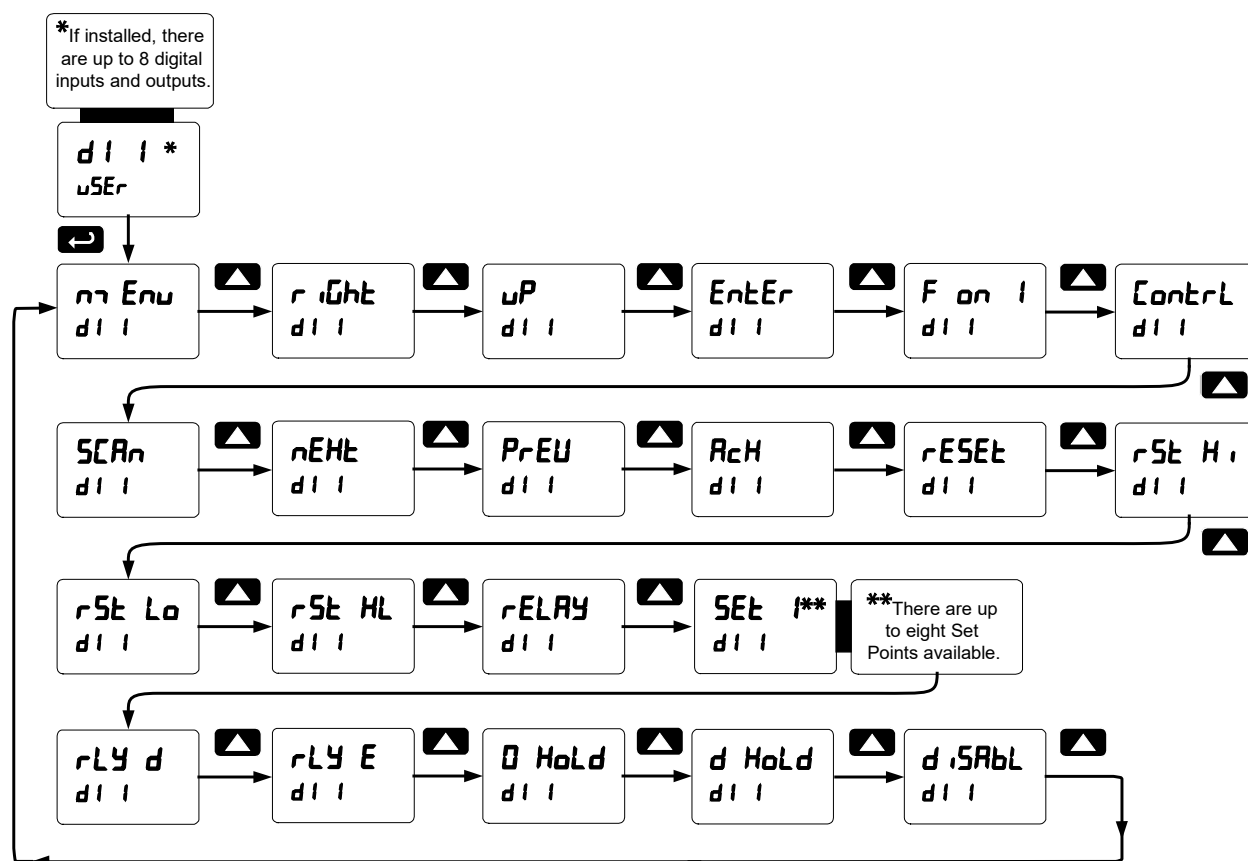 *If installed, there
are up to 8 digital
inputs and outputs.
dI 1 *
uSEr
mEnu
dI 1
riGht
dI 1
uP
dI 1
EntEr
dI 1
F on 1
dI 1
ContrL
dI 1
SCAn
dI 1
nEHt
dI 1
PrEU
dI 1
AcH
dI 1
rESEt
dI 1
rSt Hi
dI 1
rSt Lo
dI 1
rSt HL
dI 1
rELAY
dI 1
SEt 1**
dI 1
**There are up
to eight Set
Points available.
rLY d
dI 1
rLY E
dI 1
O HoLd
dI 1
d HoLd
dI 1
diSAbL
dI 1